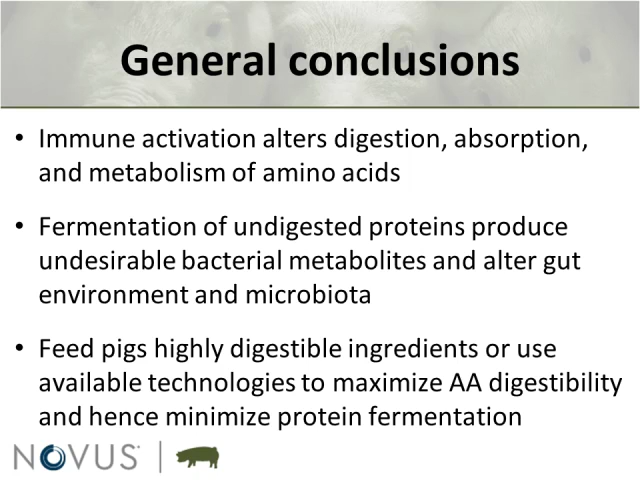 General conclusions
• Immune activation alters digestion, absorption,
and metabolism of amino acids
• Fermentation of undigested proteins produce
undesirable bacterial metabolites and alter gut
environment and microbiota
• Feed pigs highly digestible ingredients or use
available technologies to maximize AA digestibility
and hence minimize protein fermentation
NOVUS